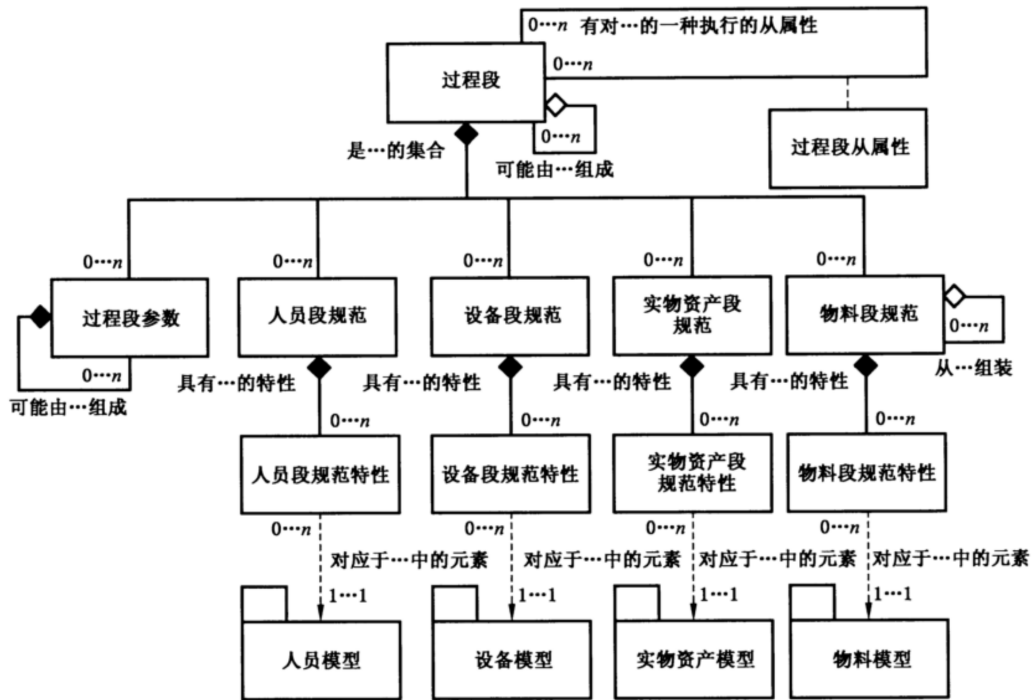 0…n 有对…的一种执行的从属性
0…n
过程段
0…n
可能由…组成
是…的集合
过程段从属性
0…n
0…n
0…n
0…n
0…n
过程段参数
0…n
可能由…组成
人员段规范
设备段规范
实物资产段
规范
物料段规范
0…n
从…组装
具有…的特性
具有…的特性
具有…的特性
具有…的特性
0…n
0…n
0…n
0…n
人员段规范特性
设备段规范特性
实物资产段
规范特性
物料段规范特性
0…n
0…n
0…n
0…n
对应于…中的元素
对应于…中的元素
对应于…中的元素
对应于…中的元素
1…1
1…1
1…1
1…1
人员模型
设备模型
实物资产模型
物料模型